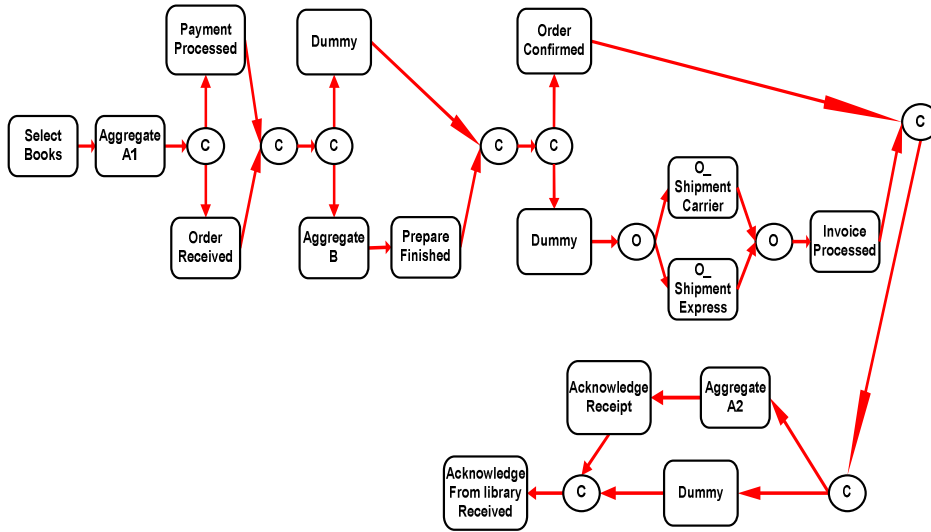 Payment
Processed
Dummy
Order
Confirmed
C
Select
Books
Aggregate
A1
C
C
C
C
C
O_
Shipment
Carrier
Order
Received
Aggregate
B
Prepare
Finished
Dummy
O
O
Invoice
Processed
O_
Shipment
Express
Acknowledge
Receipt
Aggregate
A2
Acknowledge
From library
Received
C
Dummy
C